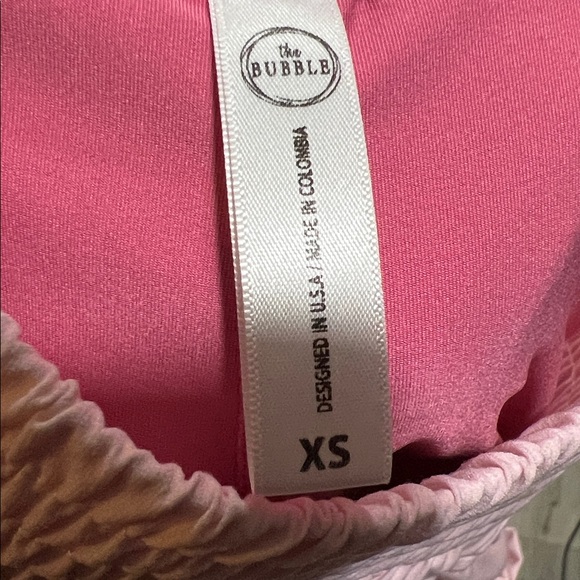 the
BUBBLE
DESIGNED IN U.S.A / MADE IN COLOMBIA
XS